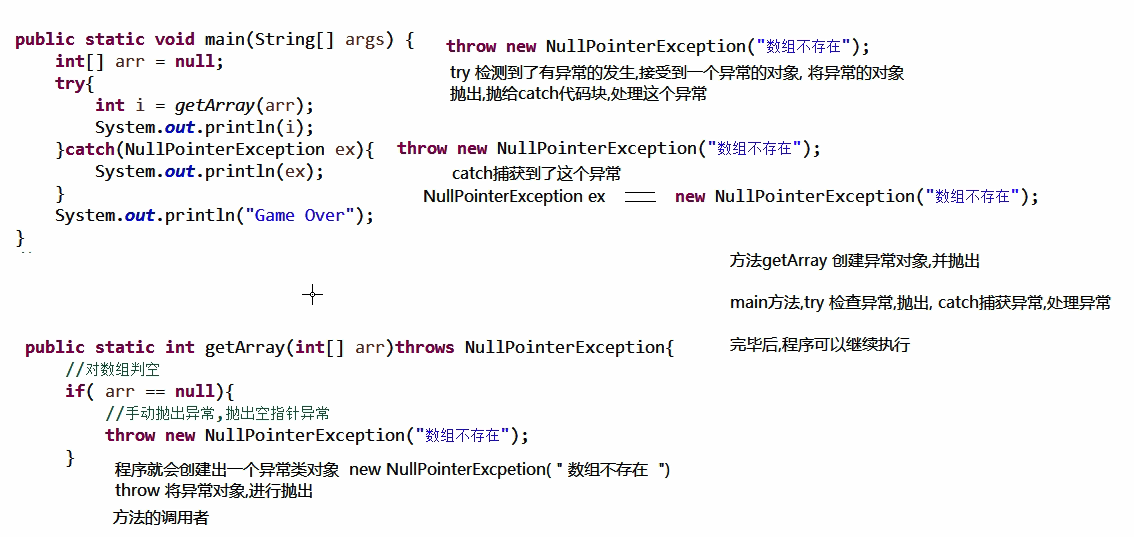 public static void main(String[] args) {
int[] arr = null;
try{
int i = getArray(arr);
System.out.println(i);
}catch(NullPointerException ex){
System.out.println(ex);
}
System.out.println("Game Over");
}
throw new NullPointerException("数组不存在");
try 检测到了有异常的发生,接受到一个异常的对象, 将异常的对象
抛出,抛给catch代码块,处理这个异常
throw new NullPointerException("数组不存在");
catch捕获到了这个异常
NullPointerException ex == new NullPointerException("数组不存在");
方法getArray 创建异常对象,并抛出
main方法,try 检查异常,抛出, catch捕获异常,处理异常
完毕后,程序可以继续执行
public static int getArray(int[] arr)throws NullPointerException{
//对数组判空
if( arr == null){
//手动抛出异常,抛出空指针异常
throw new NullPointerException("数组不存在");
}
程序就会创建出一个异常类对象 new NullPointerExcpetion( " 数组不存在 ")
throw 将异常对象,进行抛出
方法的调用者